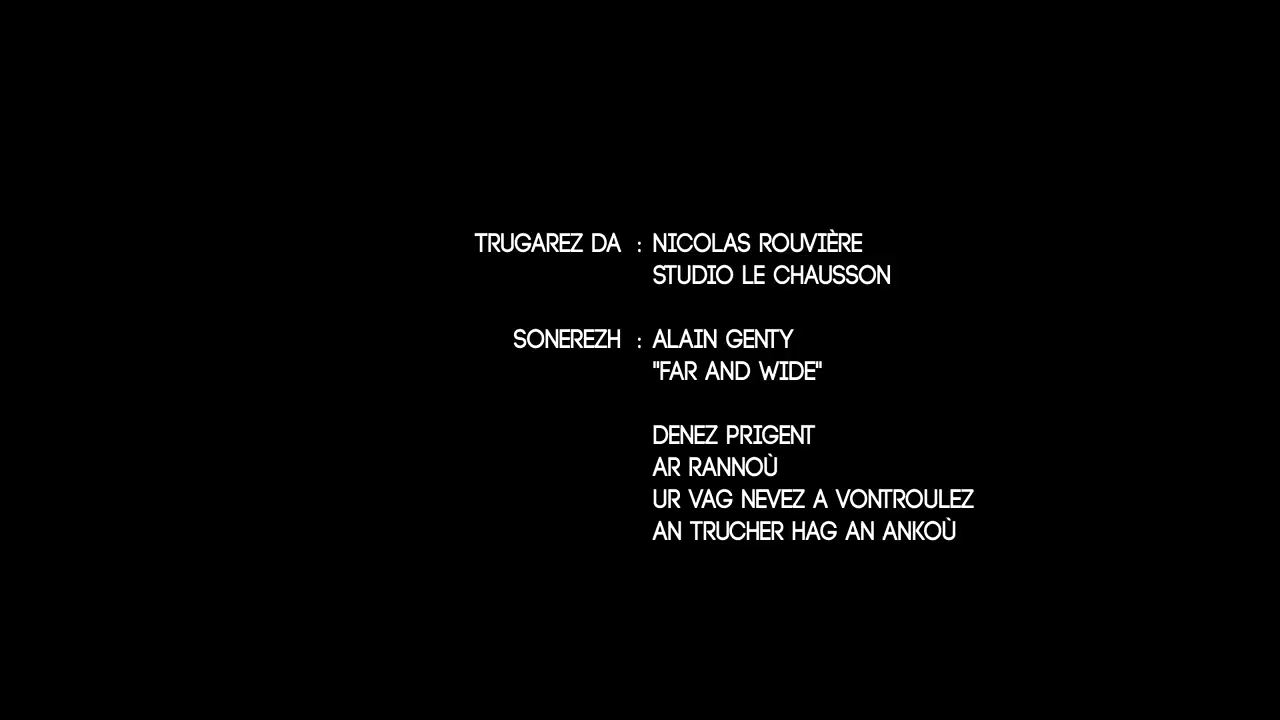 TRUGAREZ DA : NICOLAS ROUVIÈRE
STUDIO LE CHAUSSON
SONEREZH : ALAIN GENTY
"FAR AND WIDE"
DENEZ PRIGENT
AR RANNOÙ
UR VAG NEVEZ A VONTROULEZ
AN TRUCHER HAG AN ANKOÙ